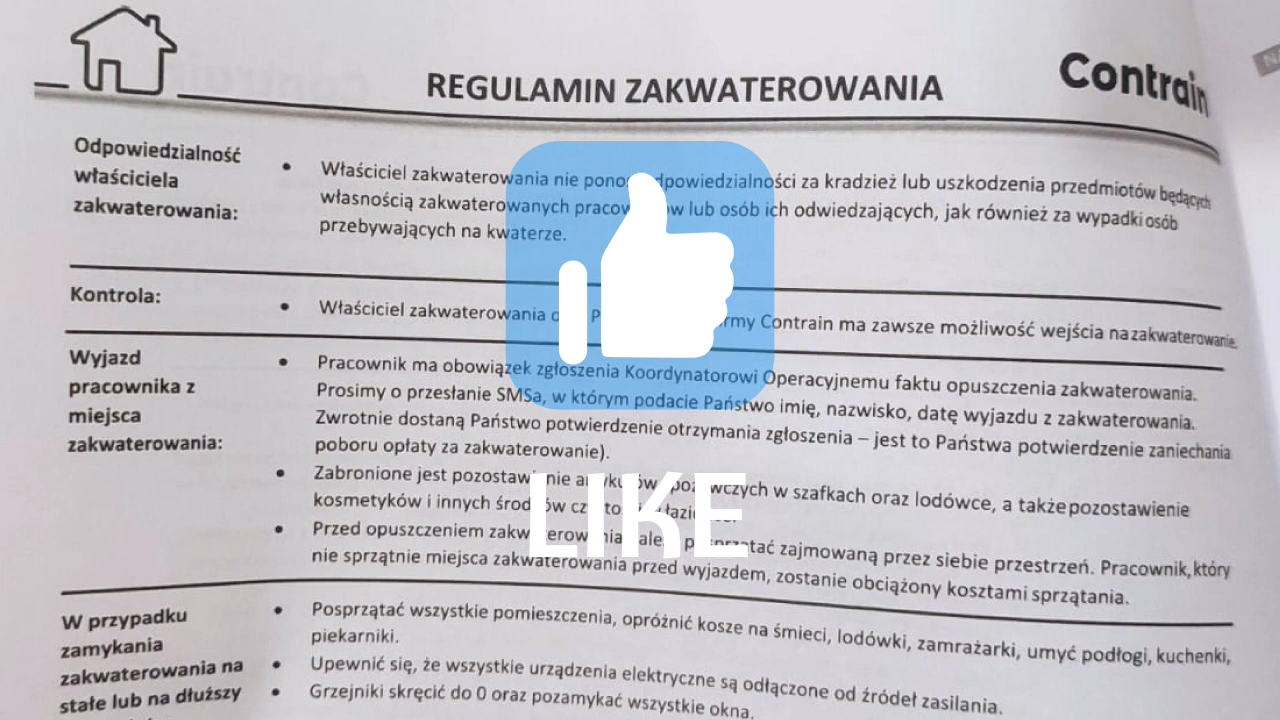 REGULAMIN ZAKWATEROWANIA
Contrain
Odpowiedzialność
właściciela
zakwaterowania:
• Właściciel zakwaterowania nie odpowiedzialności za kradzież lub uszkodzenia przedmiotów będących
własnością zakwaterowanych lub osób ich odwiedzających, jak również za wypadki osób
przebywających na kwaterze.
Kontrola:
• Właściciel zakwaterowania firmy Contrain ma zawsze możliwość wejścia na zakwaterowanie.
Wyjazd
pracownika z
miejsca
zakwaterowania:
• Pracownik ma obowiązek zgłoszenia Koordynatorowi Operacyjnemu faktu opuszczenia zakwaterowania.
Prosimy o przesłanie SMSa, w którym podacie Państwo imię, nazwisko, datę wyjazdu z zakwaterowania.
Zwrotnie dostaną Państwo potwierdzenie otrzymania zgłoszenia – jest to Państwa potwierdzenie zaniechania
poboru opłaty za zakwaterowanie).
• Zabronione jest pozostawienie w szafkach oraz lodówce, a także pozostawienie
kosmetyków i innych
• Przed opuszczeniem zakwaterowania zajmowaną przez siebie przestrzeń. Pracownik, który
nie sprzątnie miejsca zakwaterowania przed wyjazdem, zostanie obciążony kosztami sprzątania.
LIKE
W przypadku
zamykania
zakwaterowania na
stałe lub na dłuższy
• Posprzątać wszystkie pomieszczenia, opróżnić kosze na śmieci, lodówki, zamrażarki, umyć podłogi, kuchenki,
piekarniki.
• Upewnić się, że wszystkie urządzenia elektryczne są odłączone od źródeł zasilania.
• Grzejniki skręcić do 0 oraz pozamykać wszystkie okna.